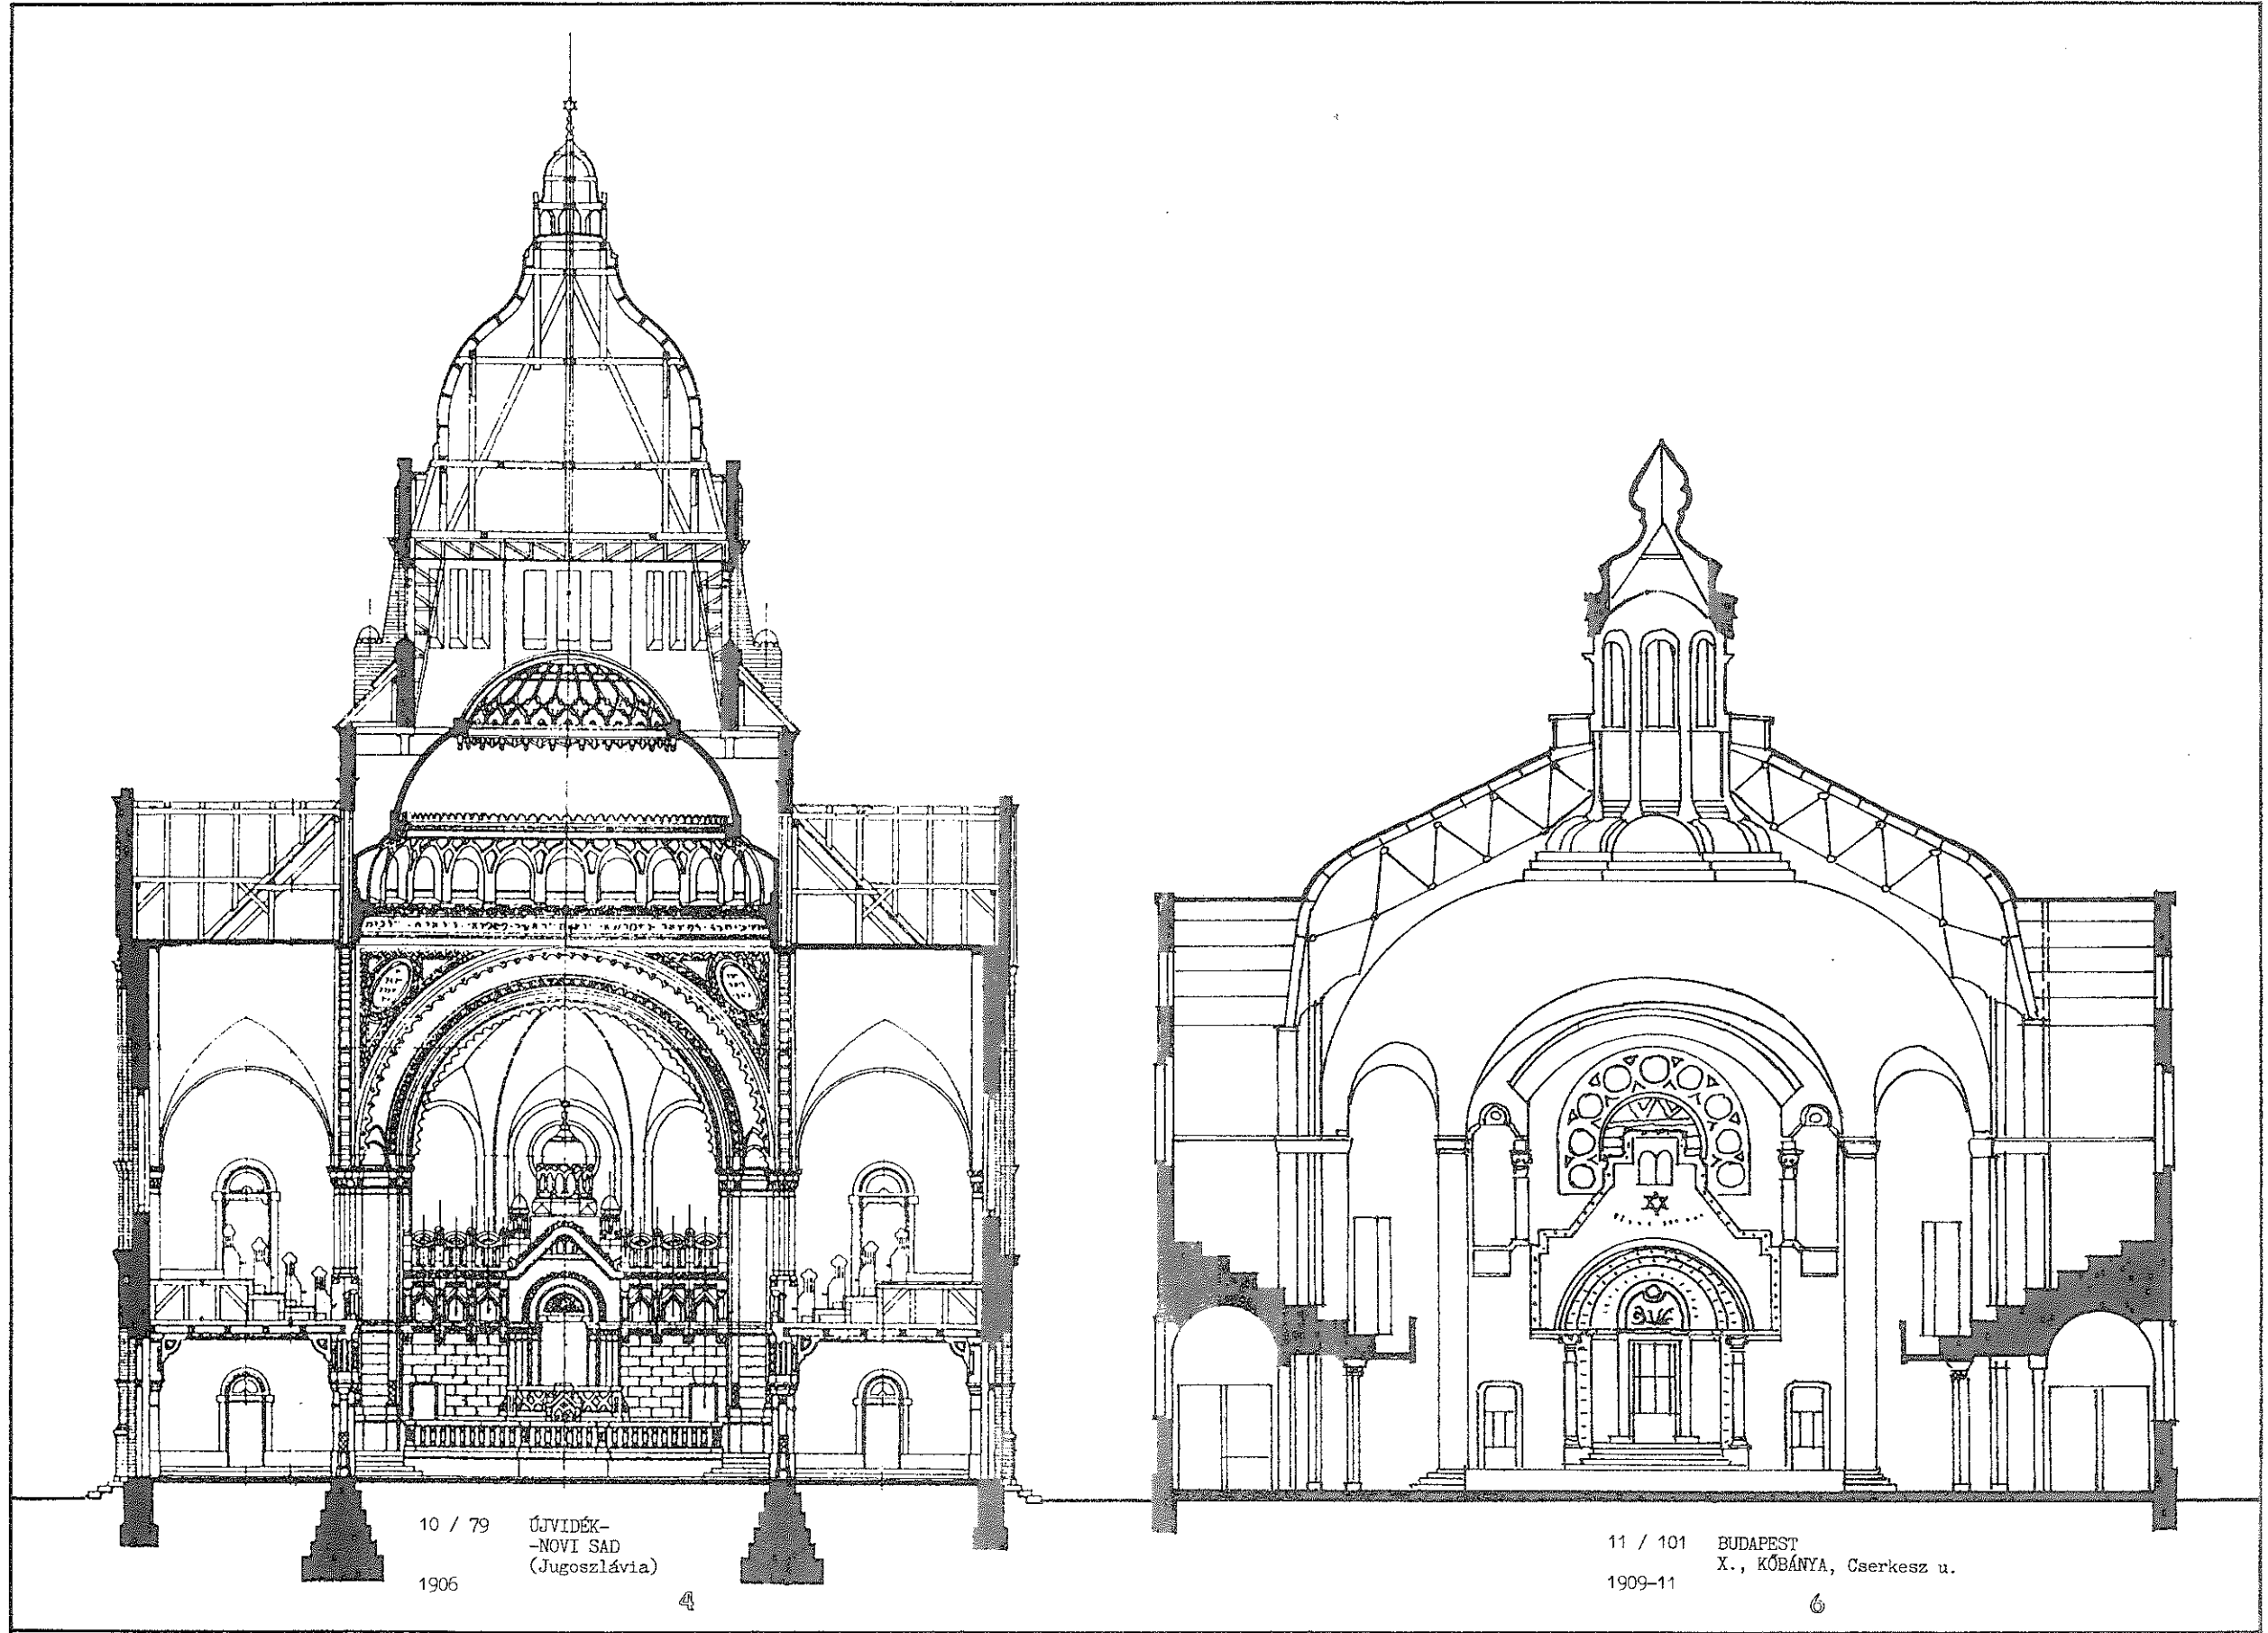 10 / 79 ÚJVIDÉK-
-NOVI SAD
(Jugoszlávia)
1906
4
11 / 101 BUDAPEST
X., KŐBÁNYA, Cserkesz u.
1909-11
6